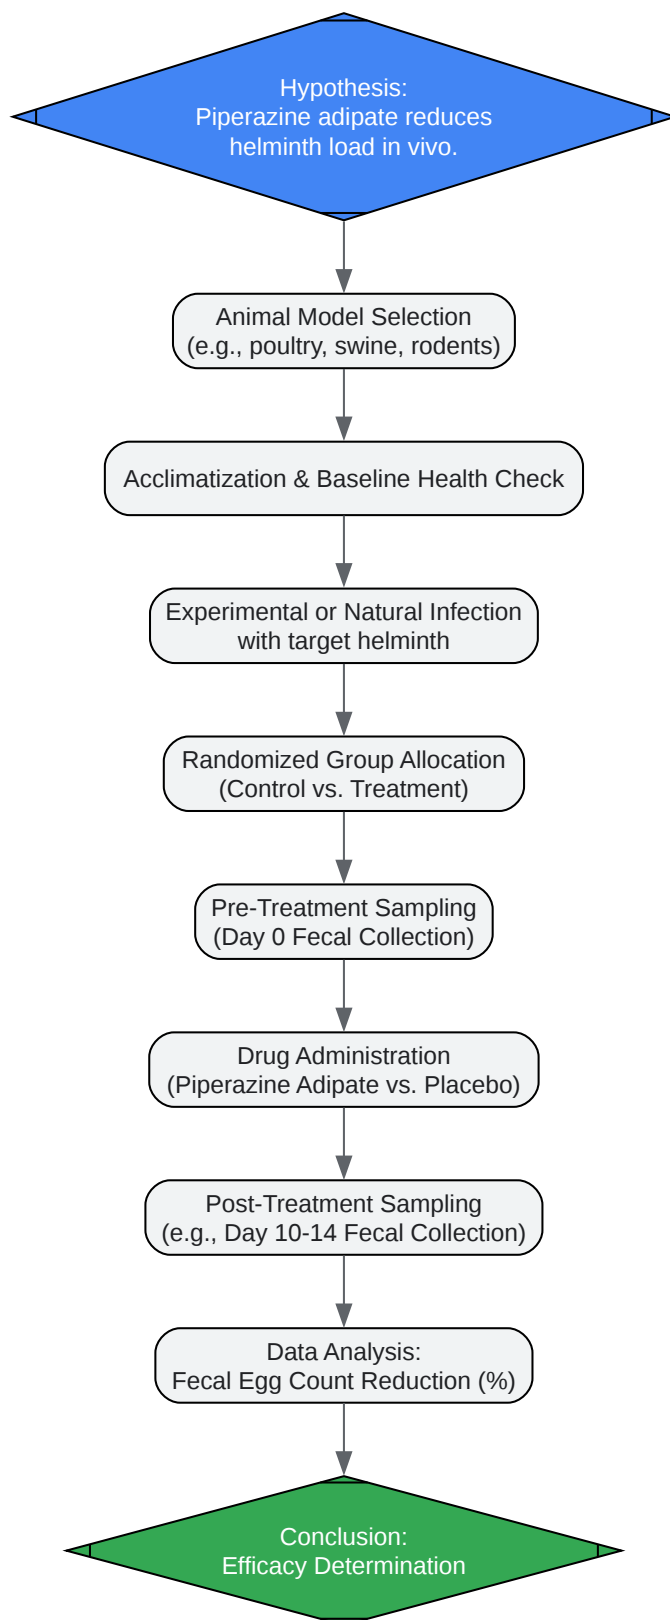 Hypothesis:
Piperazine adipate reduces
helminth load in vivo.
Animal Model Selection
(e.g., poultry, swine, rodents)
Acclimatization & Baseline Health Check
Experimental or Natural Infection
with target helminth
Randomized Group Allocation
(Control vs. Treatment)
Pre-Treatment Sampling
(Day 0 Fecal Collection)
Drug Administration
(Piperazine Adipate vs. Placebo)
Post-Treatment Sampling
(e.g., Day 10-14 Fecal Collection)
Data Analysis:
Fecal Egg Count Reduction (%)
Conclusion:
Efficacy Determination